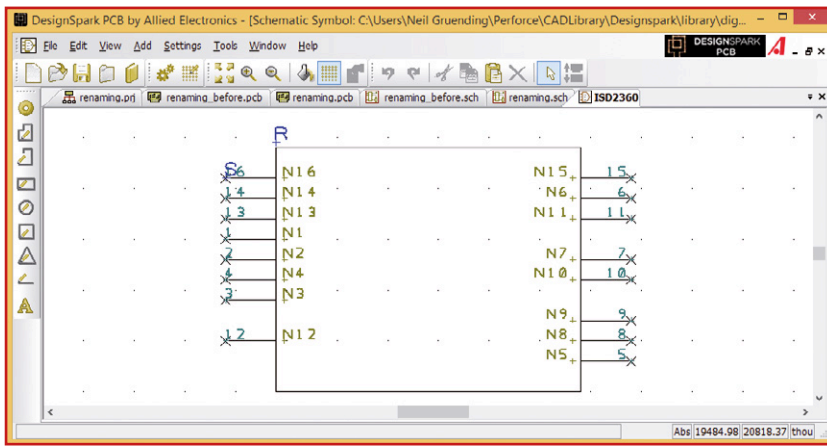 DesignSpark PCB by Allied Electronics - [Schematic Symbol: C:\Users\Neil Gruending\Perforce\CADLibrary\Designspark\library\dig...
File Edit View Add Settings Tools Window Help
DESIGNSPARK
PCB
renaming.prj renaming_before.pcb renaming.pcb renaming_before.sch renaming.sch ISD2360
R
S
16 N16 N15 15
14 N14 N6 6
13 N13 N11 11
1 N1
2 N2 N7 7
4 N4 N10 10
3 N3
N9 9
12 N12 N8 8
N5 5
Abs 19484.98 20818.37 thou